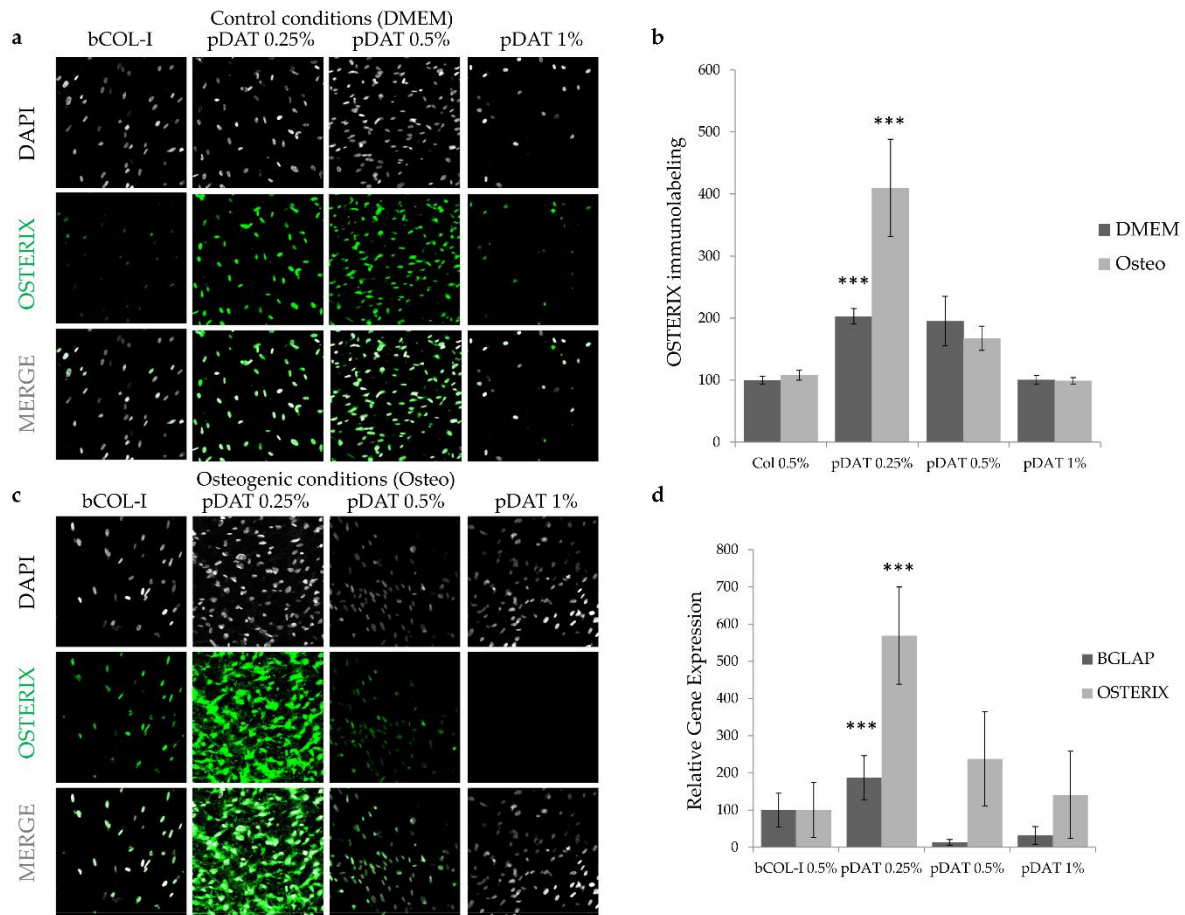 a
Control conditions (DMEM)
bCOL-I pDAT 0.25% pDAT 0.5% pDAT 1%
DAPI
OSTERIX
MERGE
b
600
500
400
300
200
100
0
OSTERIX immunolabeling
***
***
DMEM
Osteo
Col 0.5% pDAT 0.25% pDAT 0.5% pDAT 1%
c
Osteogenic conditions (Osteo)
bCOL-I pDAT 0.25% pDAT 0.5% pDAT 1%
DAPI
OSTERIX
MERGE
d
800
700
600
500
400
300
200
100
0
Relative Gene Expression
***
***
BGLAP
OSTERIX
bCOL-I 0.5% pDAT 0.25% pDAT 0.5% pDAT 1%